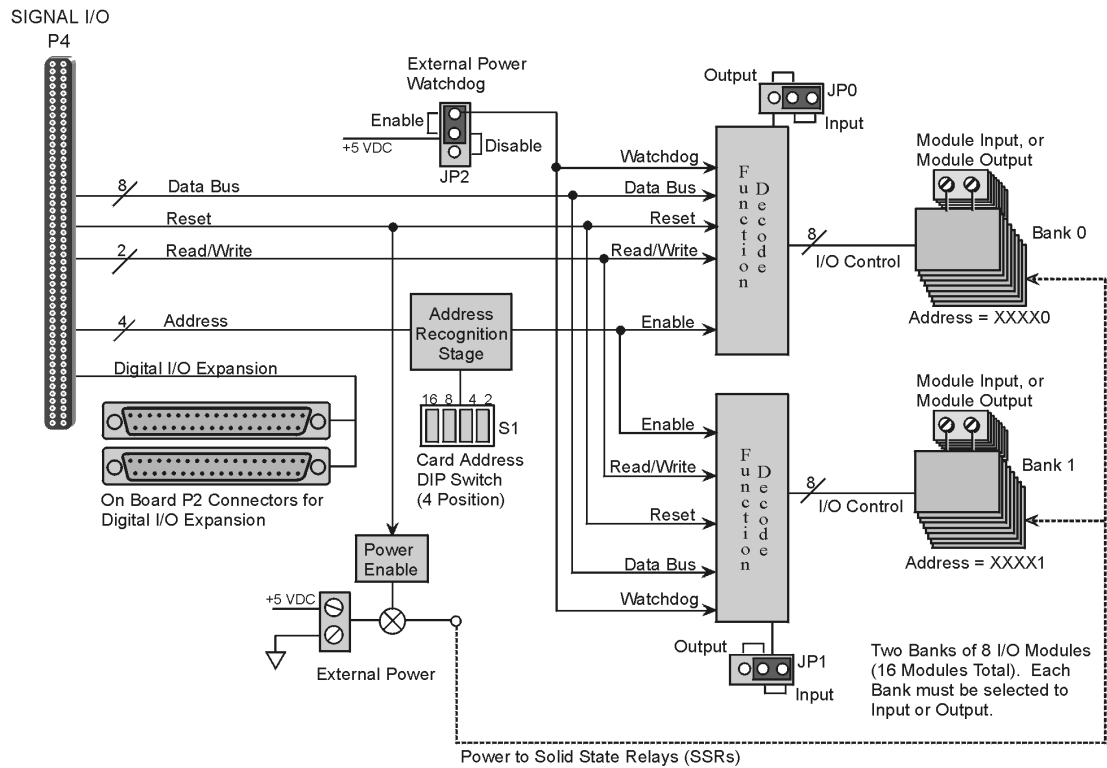 SIGNAL I/O
P4
External Power
Watchdog
Enable
+5 VDC
Disable
JP2
Output
JP0
Input
Module Input, or
Module Output
8
Data Bus
Reset
2
Read/Write
4
Address
Digital I/O Expansion
Address
Recognition
Stage
Watchdog
Data Bus
Reset
Read/Write
Enable
Function
Decode
8
I/O Control
Bank 0
Address = XXXX0
16 8 4 2
S1
Card Address
DIP Switch
(4 Position)
On Board P2 Connectors for
Digital I/O Expansion
Module Input, or
Module Output
Enable
Read/Write
Reset
Data Bus
Watchdog
Function
Decode
8
I/O Control
Bank 1
Address = XXXX1
Power
Enable
+5 VDC
External Power
Output
JP1
Input
Two Banks of 8 I/O Modules
(16 Modules Total). Each
Bank must be selected to
Input or Output.
Power to Solid State Relays (SSRs)